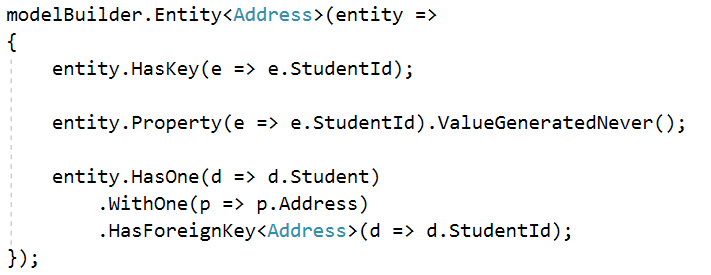 modelBuilder.Entity<Address>(entity =>
{
    entity.HasKey(e => e.StudentId);
    entity.Property(e => e.StudentId).ValueGeneratedNever();
    entity.HasOne(d => d.Student)
        .WithOne(p => p.Address)
        .HasForeignKey<Address>(d => d.StudentId);
});